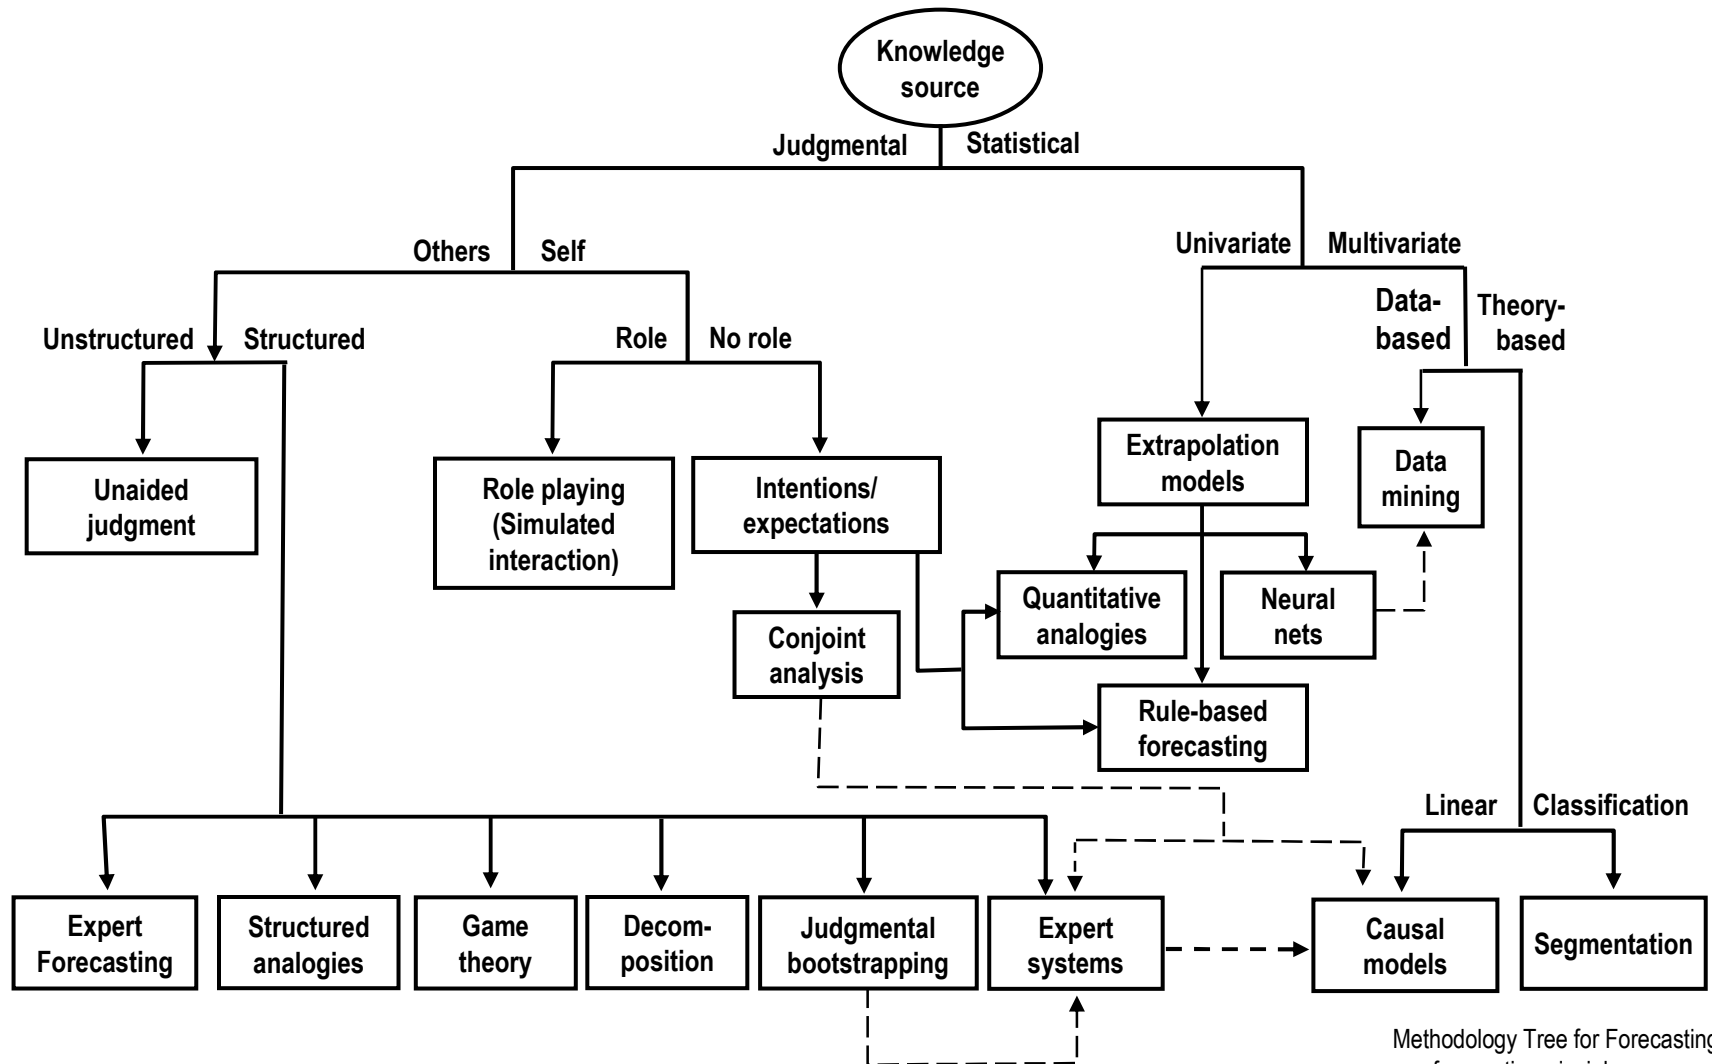 Knowledge
source
Judgmental
Statistical
Others
Self
Univariate
Multivariate
Data-
based
Theory-
based
Unstructured
Structured
Role
No role
Unaided
judgment
Role playing
(Simulated
interaction)
Intentions/
expectations
Extrapolation
models
Data
mining
Conjoint
analysis
Quantitative
analogies
Neural
nets
Rule-based
forecasting
Linear
Classification
Expert
Forecasting
Structured
analogies
Game
theory
Decom-
position
Judgmental
bootstrapping
Expert
systems
Causal
models
Segmentation
Methodology Tree for Forecasting